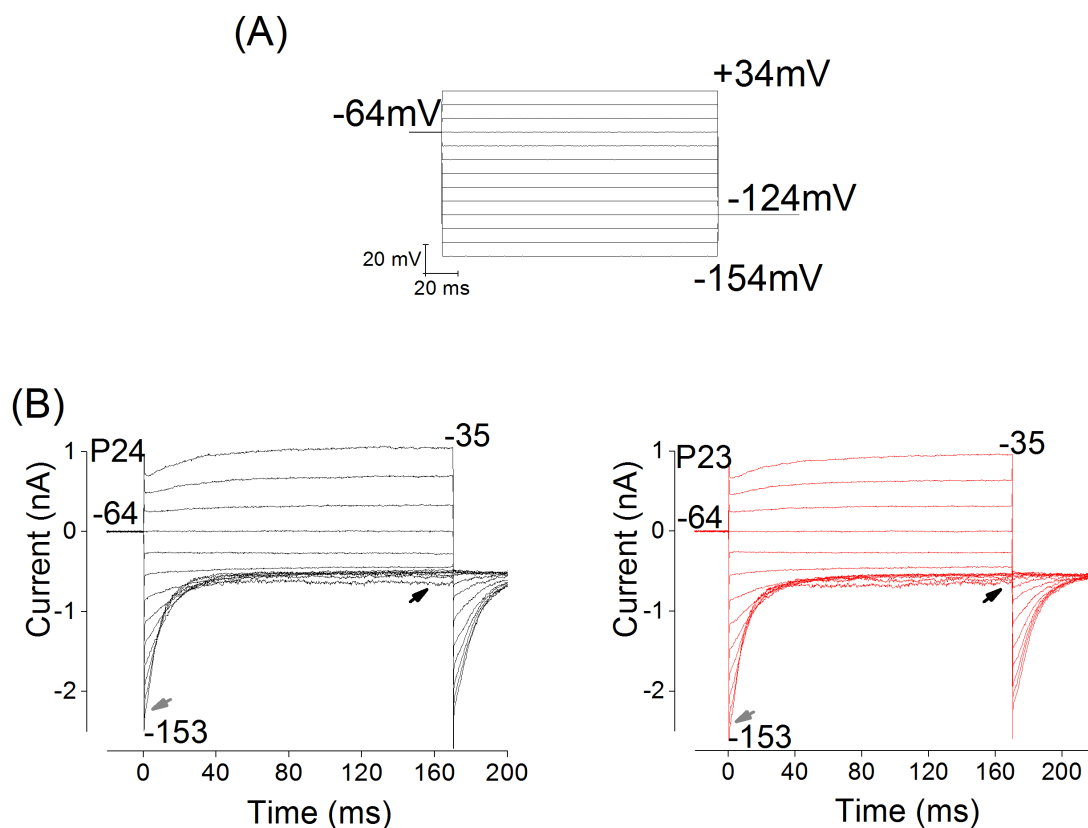 (A)
+34mV
-64mV
-124mV
20 mV
20 ms
-154mV
(B)
Current (nA)
1
0
-1
-2
P24
-64
-35
-153
0 40 80 120 160 200
Time (ms)
Current (nA)
1
0
-1
-2
P23
-64
-35
-153
0 40 80 120 160 200
Time (ms)